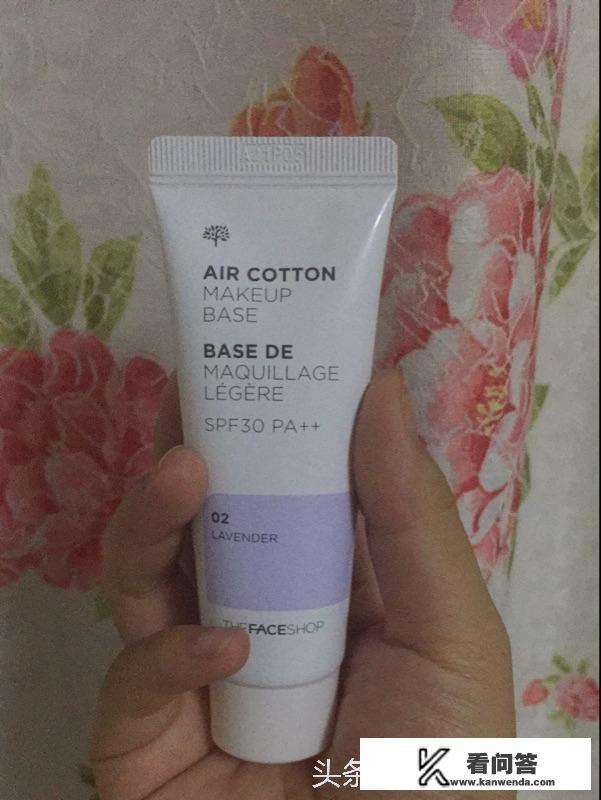 AIR COTTON
MAKEUP
BASE
BASE DE
MAQUILLAGE
LÉGÈRE
SPF30 PA++
02
LAVENDER
THEFACESHOP
头条
看问答
www.kanwenda.com